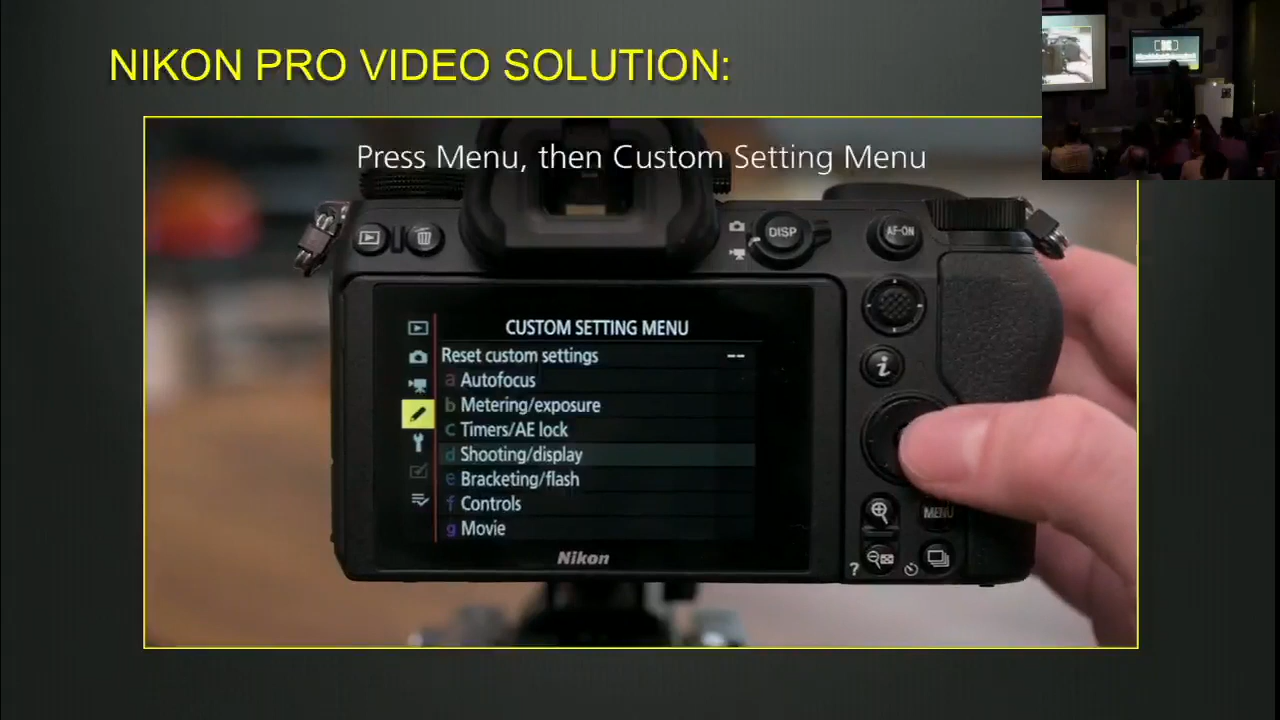 NIKON PRO VIDEO SOLUTION:
Press Menu, then Custom Setting Menu
DISP
AF-ON
CUSTOM SETTING MENU
Reset custom settings --
a Autofocus
b Metering/exposure
c Timers/AE lock
d Shooting/display
e Bracketing/flash
f Controls
g Movie
i
MENU
Nikon
?